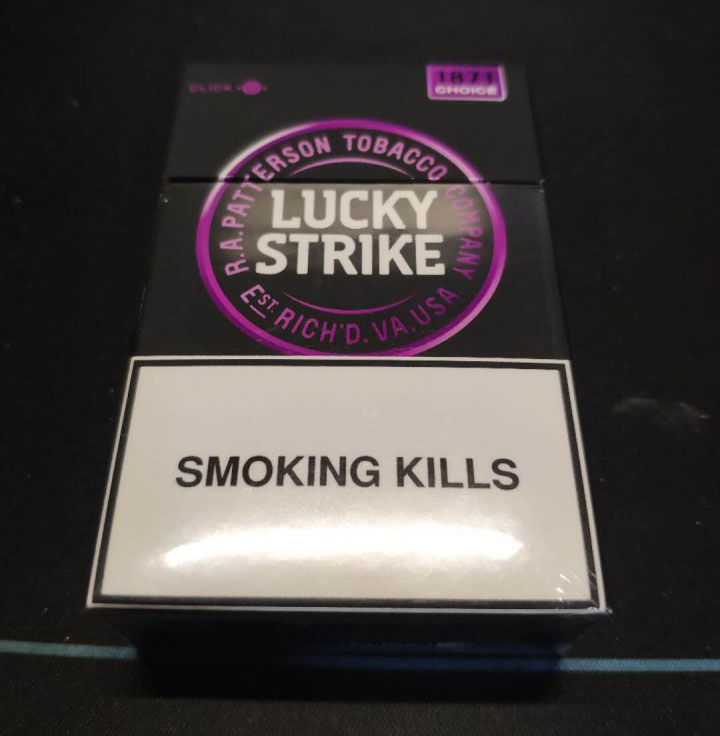 CLICK
1871
CHOICE
R.A.PATTERSON TOBACCO COMPANY
LUCKY
STRIKE
EST. RICH'D. VA. USA
SMOKING KILLS